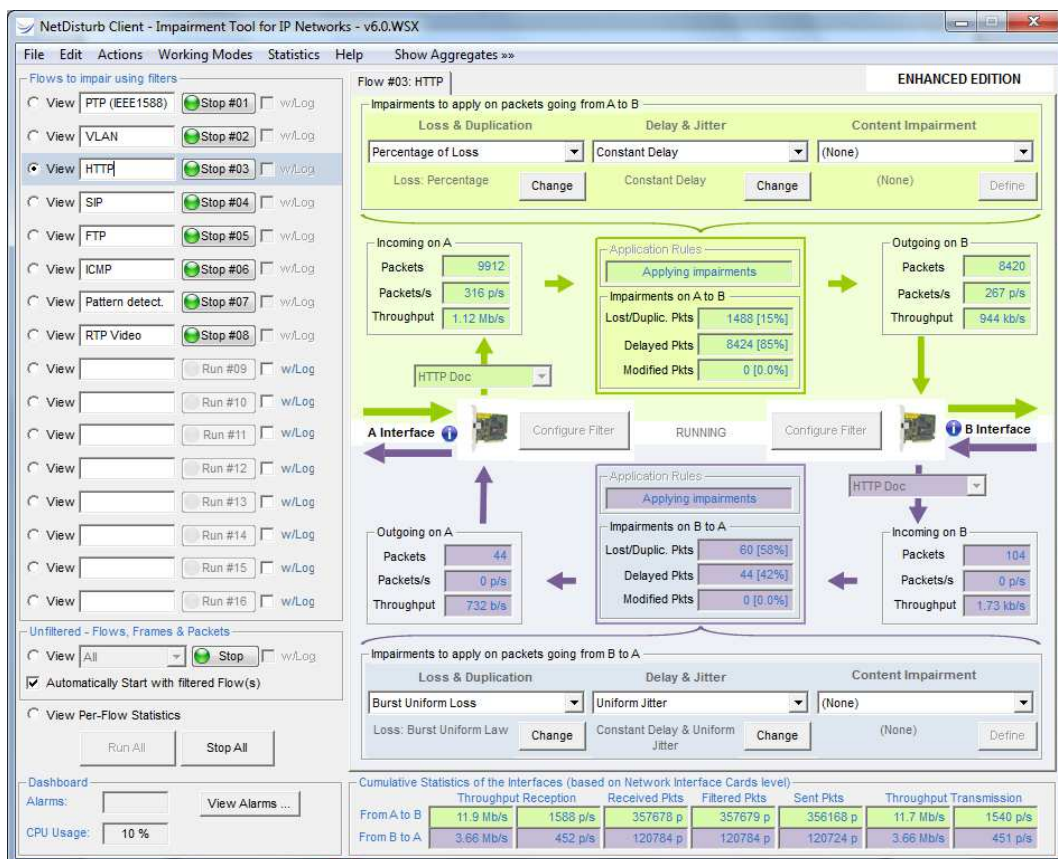 NetDisturb Client - Impairment Tool for IP Networks - v6.0.WSX
File Edit Actions Working Modes Statistics Help Show Aggregates »»
Flows to impair using filters
View PTP (IEEE1588) Stop #01 w/Log
View VLAN Stop #02 w/Log
View HTTP Stop #03 w/Log
View SIP Stop #04 w/Log
View FTP Stop #05 w/Log
View ICMP Stop #06 w/Log
View Pattern detect. Stop #07 w/Log
View RTP Video Stop #08 w/Log
View Run #09 w/Log
View Run #10 w/Log
View Run #11 w/Log
View Run #12 w/Log
View Run #13 w/Log
View Run #14 w/Log
View Run #15 w/Log
View Run #16 w/Log
Unfiltered - Flows, Frames & Packets
View All Stop w/Log
Automatically Start with filtered Flow(s)
View Per-Flow Statistics
Run All Stop All
Dashboard
Alarms: View Alarms ...
CPU Usage: 10 %
Flow #03: HTTP ENHANCED EDITION
Impairments to apply on packets going from A to B
Loss & Duplication Delay & Jitter Content Impairment
Percentage of Loss Constant Delay (None)
Loss: Percentage Change Constant Delay Change (None) Define
Incoming on A
Packets 9912
Packets/s 316 p/s
Throughput 1.12 Mb/s
Application Rules
Applying impairments
Impairments on A to B
Lost/Duplic. Pkts 1488 [15%]
Delayed Pkts 8424 [85%]
Modified Pkts 0 [0.0%]
Outgoing on B
Packets 8420
Packets/s 267 p/s
Throughput 944 kb/s
HTTP Doc
A Interface Configure Filter RUNNING Configure Filter B Interface
HTTP Doc
Outgoing on A
Packets 44
Packets/s 0 p/s
Throughput 732 b/s
Application Rules
Applying impairments
Impairments on B to A
Lost/Duplic. Pkts 60 [58%]
Delayed Pkts 44 [42%]
Modified Pkts 0 [0.0%]
Incoming on B
Packets 104
Packets/s 0 p/s
Throughput 1.73 kb/s
Impairments to apply on packets going from B to A
Loss & Duplication Delay & Jitter Content Impairment
Burst Uniform Loss Uniform Jitter (None)
Loss: Burst Uniform Law Change Constant Delay & Uniform Jitter Change (None) Define
Cumulative Statistics of the Interfaces (based on Network Interface Cards level)
Throughput Reception Received Pkts Filtered Pkts Sent Pkts Throughput Transmission
From A to B 11.9 Mb/s 1588 p/s 357678 p 357679 p 356168 p 11.7 Mb/s 1540 p/s
From B to A 3.66 Mb/s 452 p/s 120784 p 120784 p 120724 p 3.66 Mb/s 451 p/s